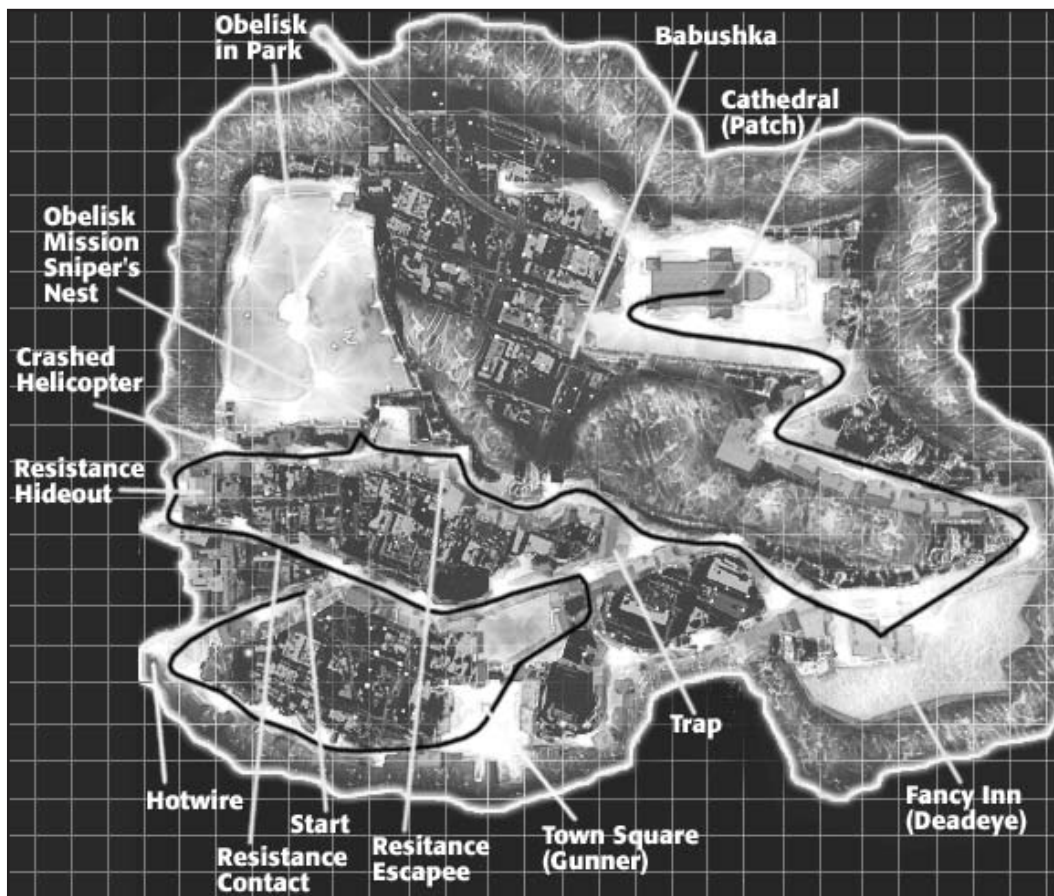 Obelisk
in Park
Babushka
Cathedral
(Patch)
Obelisk
Mission
Sniper's
Nest
Crashed
Helicopter
Resistance
Hideout
Hotwire
Start
Resistance
Contact
Resitance
Escapee
Town Square
(Gunner)
Trap
Fancy Inn
(Deadeye)